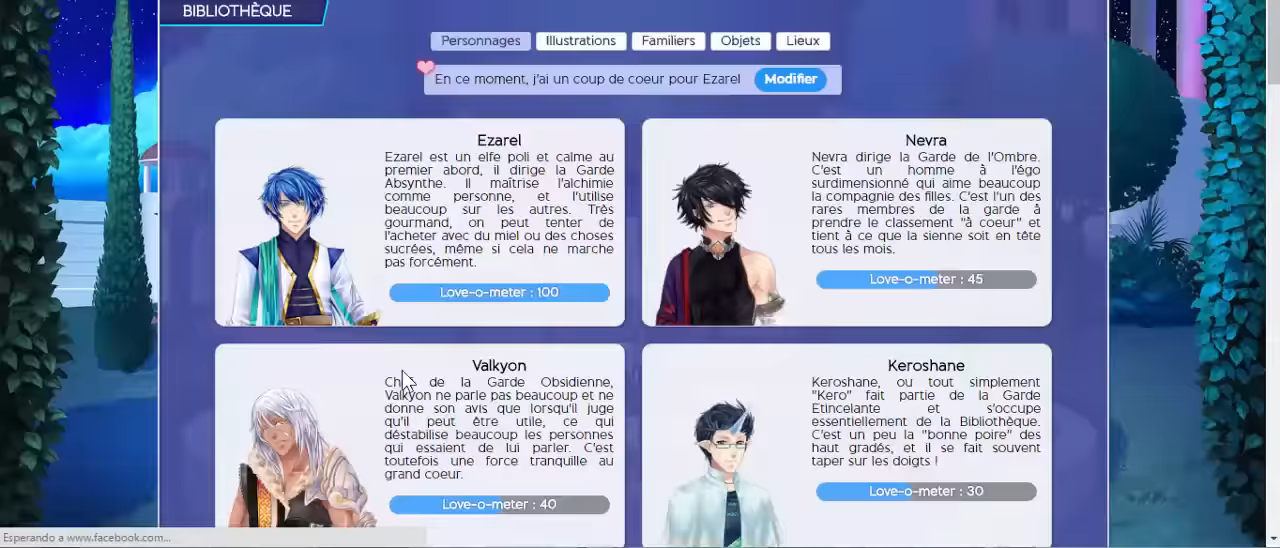 BIBLIOTHÈQUE
Personnages Illustrations Familiers Objets Lieux
En ce moment, j'ai un coup de coeur pour Ezarel Modifier
Ezarel
Ezarel est un elfe poli et calme au
premier abord, il dirige la Garde
Absynthe. Il maîtrise l'alchimie
comme personne, et l'utilise
beaucoup sur les autres. Très
gourmand, on peut tenter de
l'acheter avec du miel ou des choses
sucrées, même si cela ne marche
pas forcément.
Love-o-meter : 100
Nevra
Nevra dirige la Garde de l'Ombre.
C'est un homme à l'égo
surdimensionné qui aime beaucoup
la compagnie des filles. C'est l'un des
rares membres de la garde à
prendre le classement "à coeur" et
tient à ce que la sienne soit en tête
tous les mois.
Love-o-meter : 45
Valkyon
de la Garde Obsidienne,
Valkyon ne parle pas beaucoup et ne
donne son avis que lorsqu'il juge
qu'il peut être utile, ce qui
déstabilise beaucoup les personnes
qui essaient de lui parler. C'est
toutefois une force tranquille au
grand coeur.
Love-o-meter : 40
Keroshane
Keroshane, ou tout simplement
"Kero" fait partie de la Garde
Etincelante et s'occupe
essentiellement de la Bibliothèque.
C'est un peu la "bonne poire" des
haut gradés, et il se fait souvent
taper sur les doigts !
Love-o-meter : 30
Esperando a www.facebook.com...